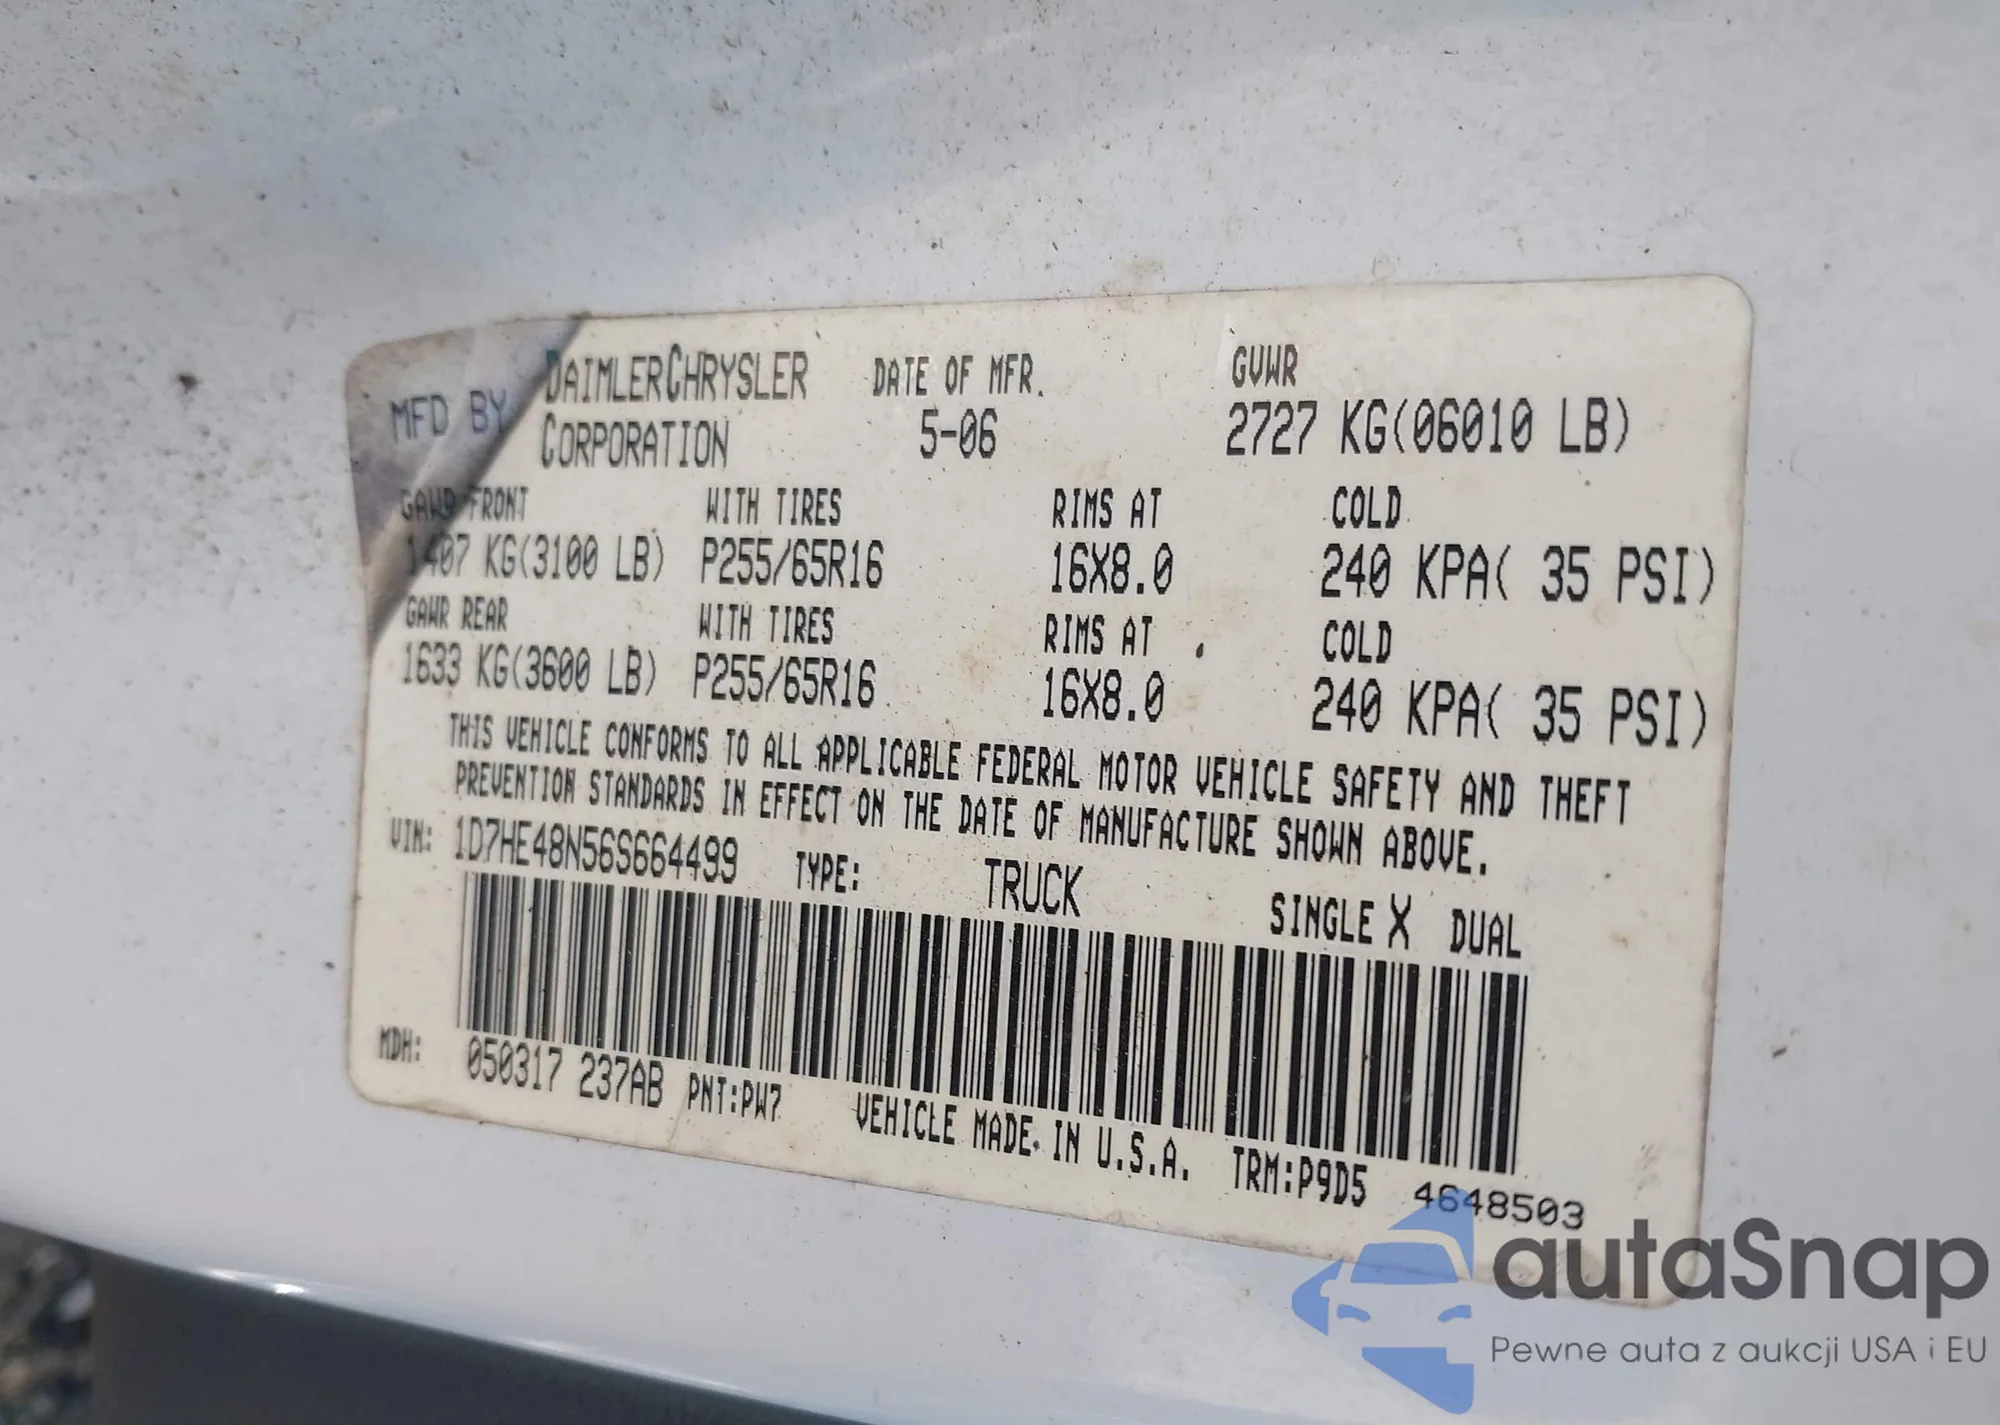 MFD BY DAIMLERCHRYSLER CORPORATION DATE OF MFR. 5-06 GVWR 2727 KG(06010 LB)
GAWR FRONT WITH TIRES RIMS AT COLD
1407 KG(3100 LB) P255/65R16 16X8.0 240 KPA( 35 PSI)
GAWR REAR WITH TIRES RIMS AT COLD
1633 KG(3600 LB) P255/65R16 16X8.0 240 KPA( 35 PSI)
THIS VEHICLE CONFORMS TO ALL APPLICABLE FEDERAL MOTOR VEHICLE SAFETY AND THEFT
PREVENTION STANDARDS IN EFFECT ON THE DATE OF MANUFACTURE SHOWN ABOVE.
VIN: 1D7HE48N56S664499 TYPE: TRUCK SINGLE X DUAL
MDH: 050317 237AB PNT:PW7 VEHICLE MADE IN U.S.A. TRM:P9D5 4648503
autaSnap
Pewne auta z aukcji USA i EU